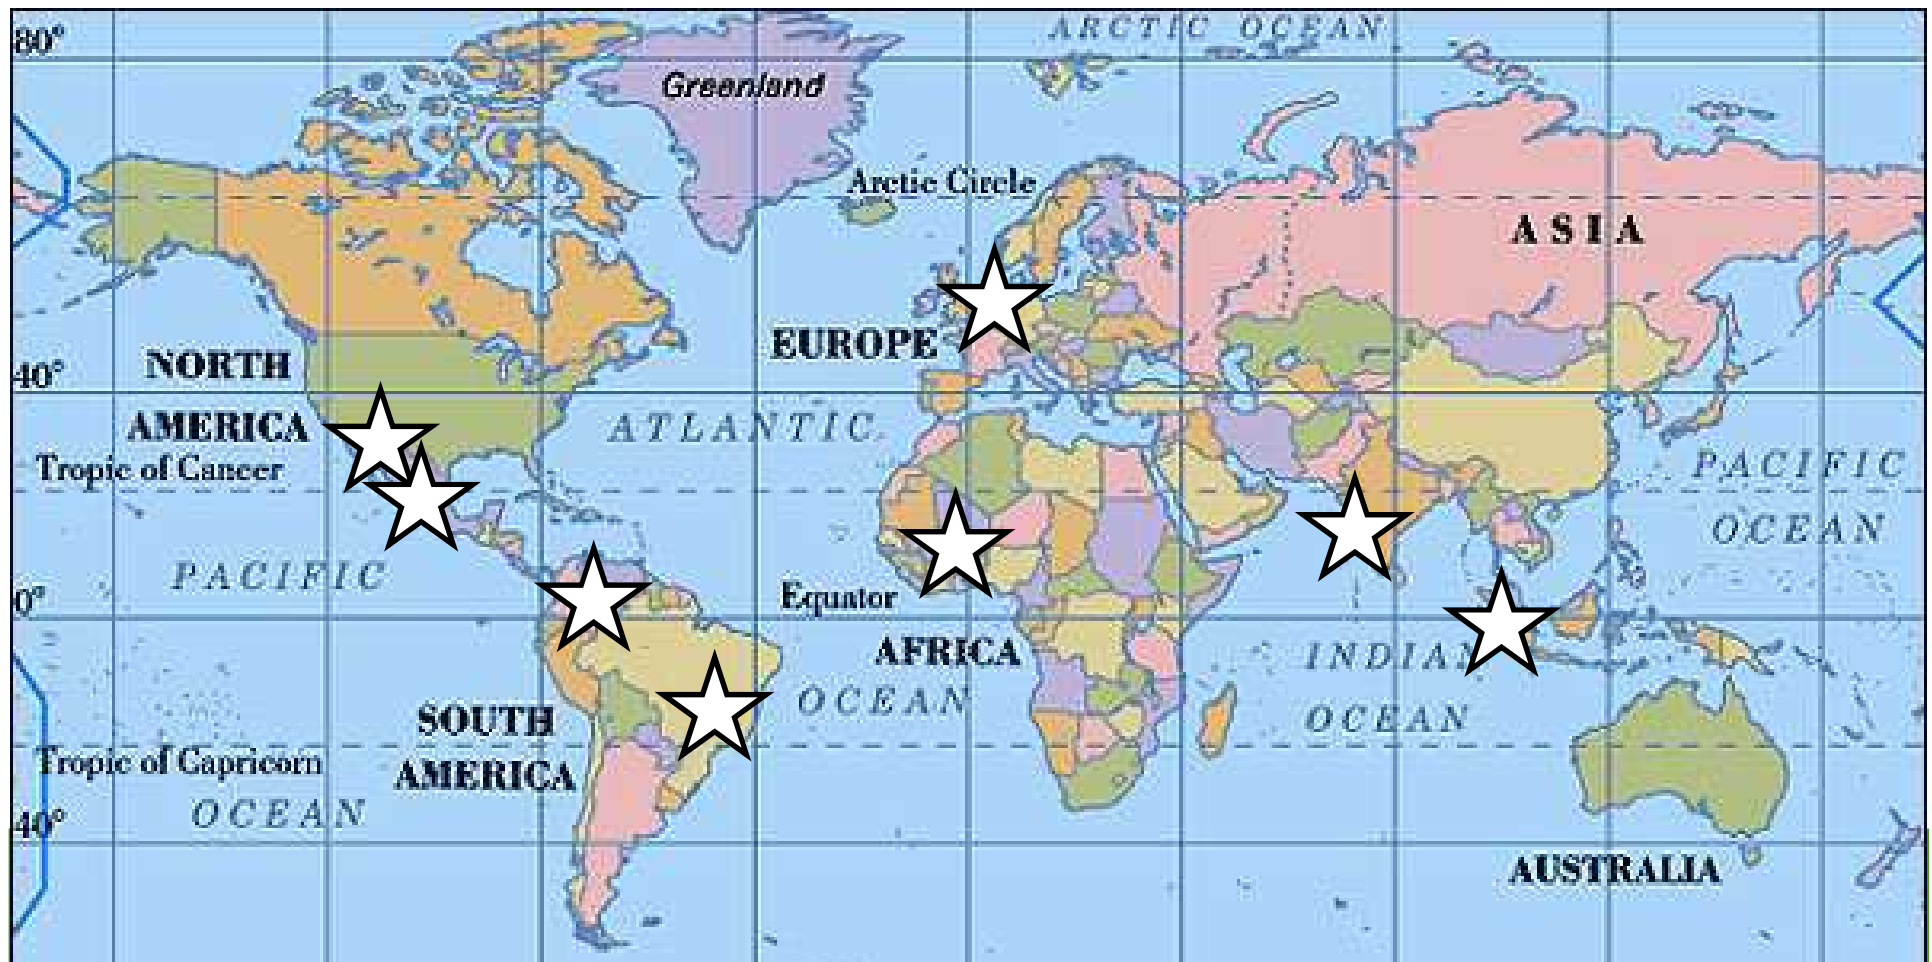 ARCTIC OCEAN
80°
Greenland
Arctic Circle
ASIA
EUROPE
NORTH
AMERICA
40°
ATLANTIC
Tropic of Cancer
PACIFIC
OCEAN
PACIFIC
0°
Equator
AFRICA
INDIAN
OCEAN
OCEAN
SOUTH
AMERICA
Tropic of Capricorn
OCEAN
40°
AUSTRALIA